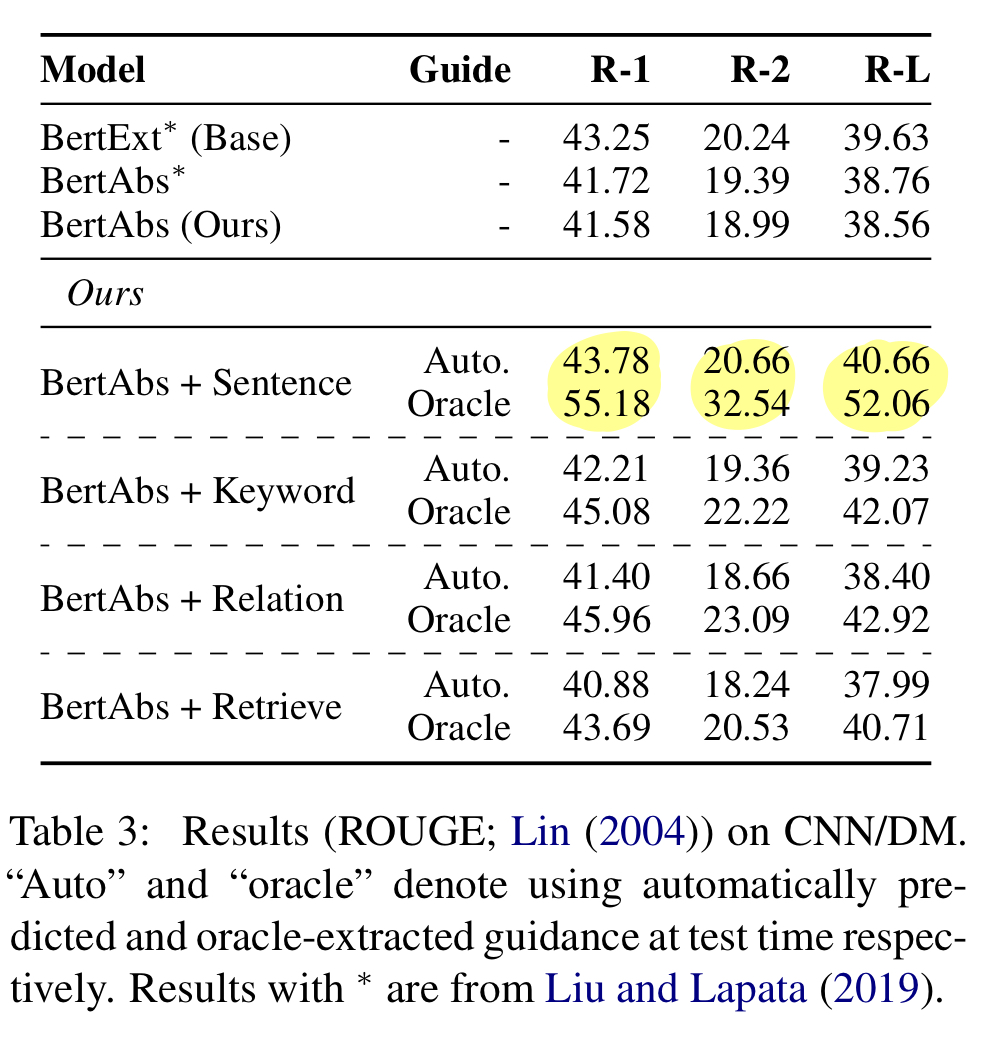 Model Guide R-1 R-2 R-L
BertExt* (Base) - 43.25 20.24 39.63
BertAbs* - 41.72 19.39 38.76
BertAbs (Ours) - 41.58 18.99 38.56
Ours
BertAbs + Sentence
Auto. 43.78 20.66 40.66
Oracle 55.18 32.54 52.06
BertAbs + Keyword
Auto. 42.21 19.36 39.23
Oracle 45.08 22.22 42.07
BertAbs + Relation
Auto. 41.40 18.66 38.40
Oracle 45.96 23.09 42.92
BertAbs + Retrieve
Auto. 40.88 18.24 37.99
Oracle 43.69 20.53 40.71
Table 3: Results (ROUGE; Lin (2004)) on CNN/DM.
“Auto” and “oracle” denote using automatically pre-
dicted and oracle-extracted guidance at test time respec-
tively. Results with * are from Liu and Lapata (2019).